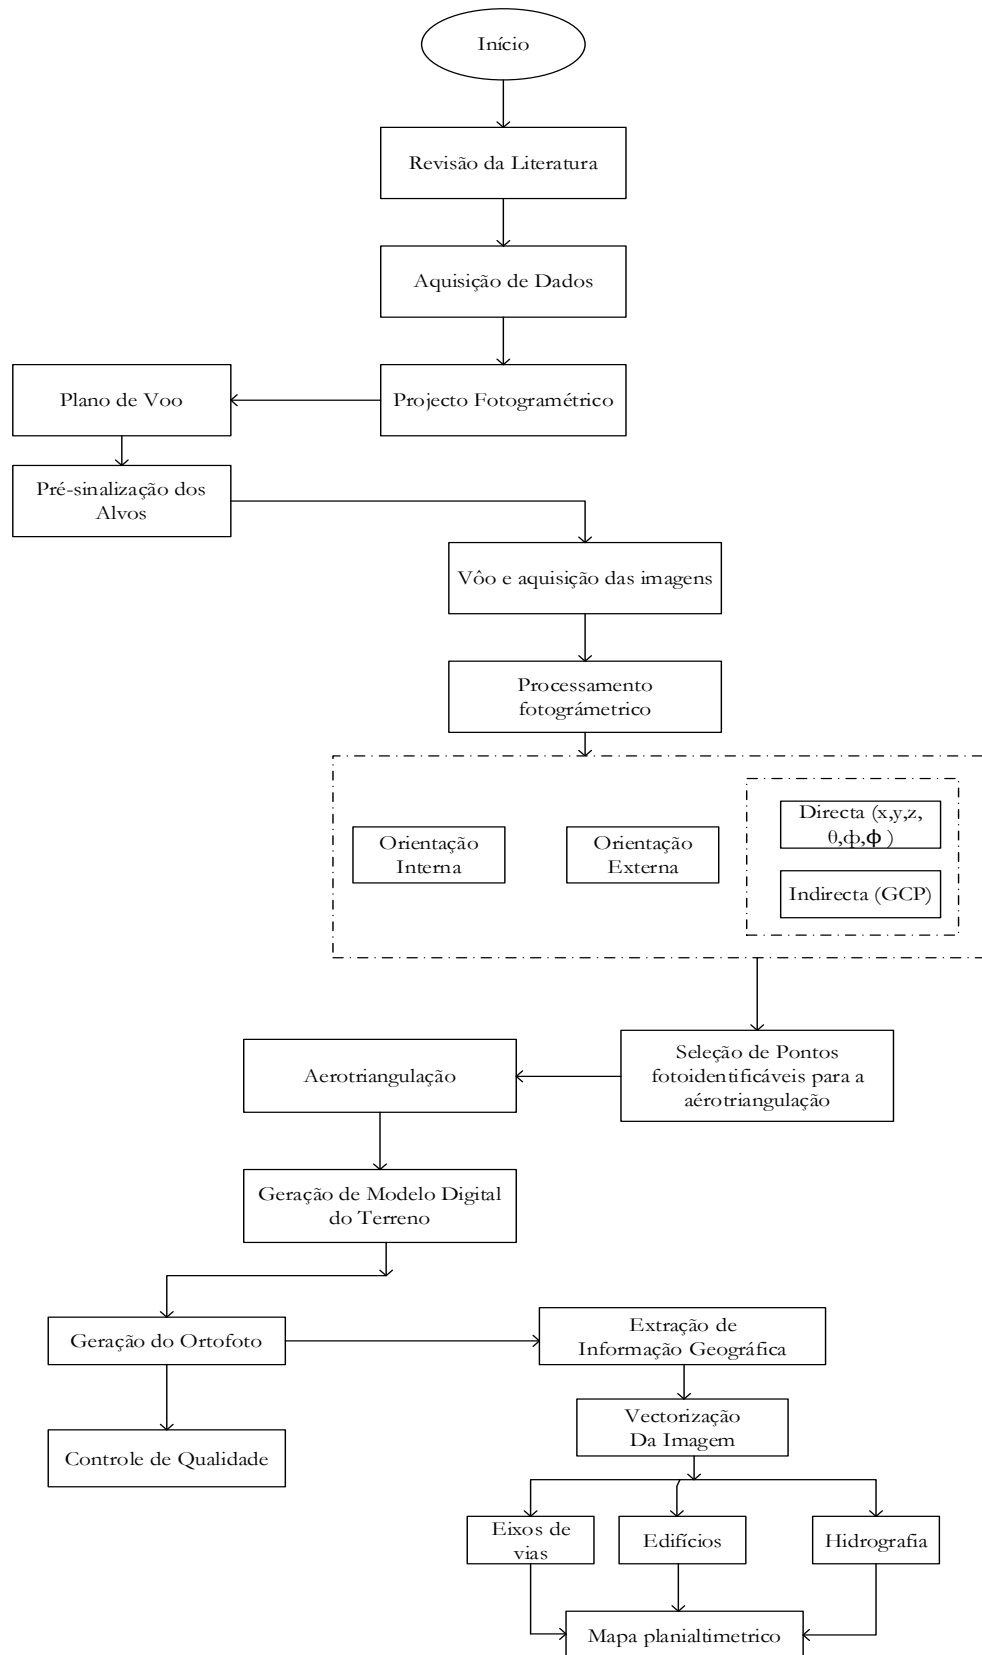 Início
Revisão da Literatura
Aquisição de Dados
Plano de Voo
Projecto Fotogramétrico
Pré-sinalização dos
Alvos
Vôo e aquisição das imagens
Processamento
fotográmetrico
Orientação
Interna
Orientação
Externa
Directa (x,y,z,
θ,ф,ϕ )
Indirecta (GCP)
Seleção de Pontos
fotoidentificáveis para a
aérotriangulação
Aerotriangulação
Geração de Modelo Digital
do Terreno
Geração do Ortofoto
Extração de
Informação Geográfica
Controle de Qualidade
Vectorização
Da Imagem
Eixos de
vias
Edifícios
Hidrografia
Mapa planialtimetrico